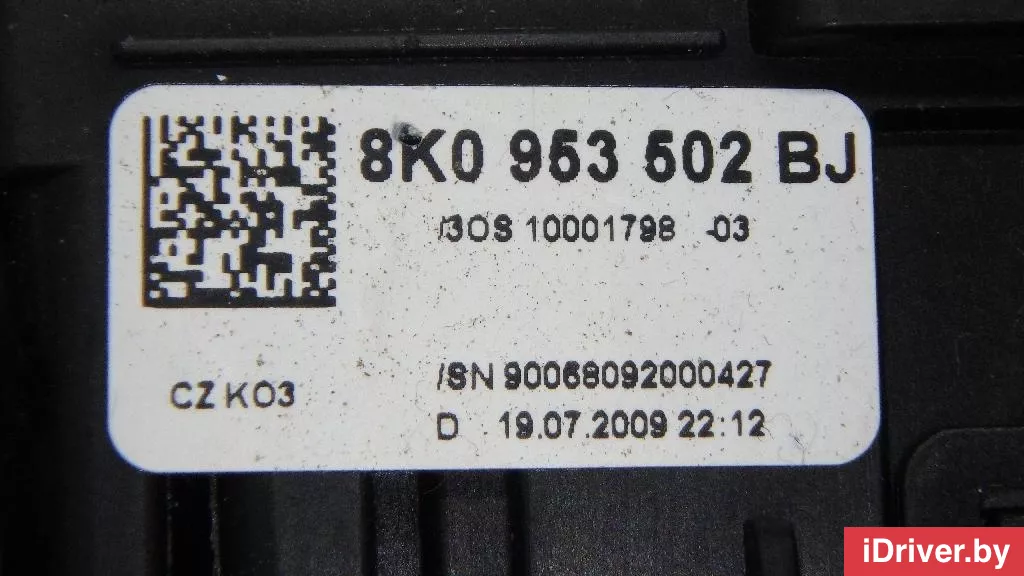 8K0 953 502 BJ
/3OS 10001798 -03
CZ K03
/SN 90068092000427
D 19.07.2009 22:12
iDriver.by